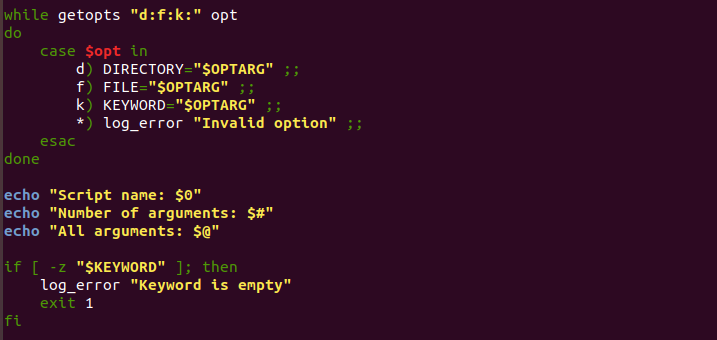 while getopts "d:f:k:" opt
do
    case $opt in
        d) DIRECTORY="$OPTARG" ;;
        f) FILE="$OPTARG" ;;
        k) KEYWORD="$OPTARG" ;;
        *) log_error "Invalid option" ;;
    esac
done

echo "Script name: $0"
echo "Number of arguments: $#"
echo "All arguments: $@"

if [ -z "$KEYWORD" ]; then
    log_error "Keyword is empty"
    exit 1
fi